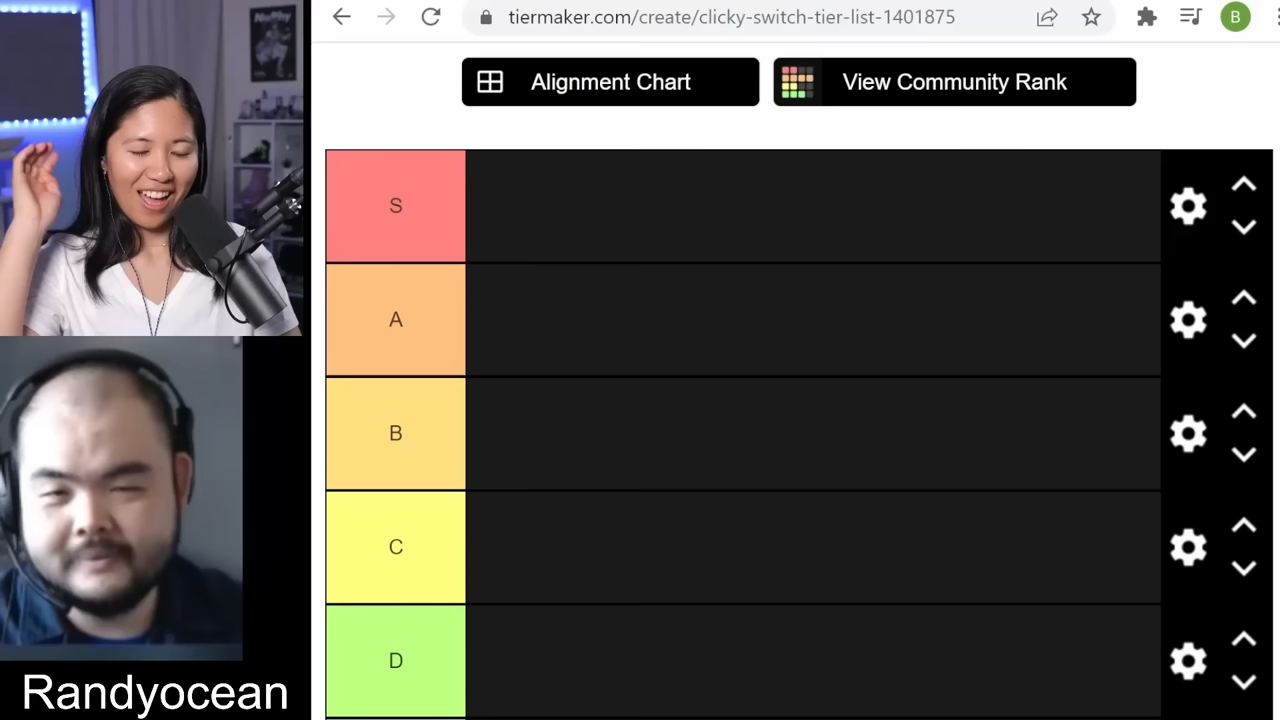 tiermaker.com/create/clicky-switch-tier-list-1401875
B
Alignment Chart
View Community Rank
S
A
B
C
D
Randyocean